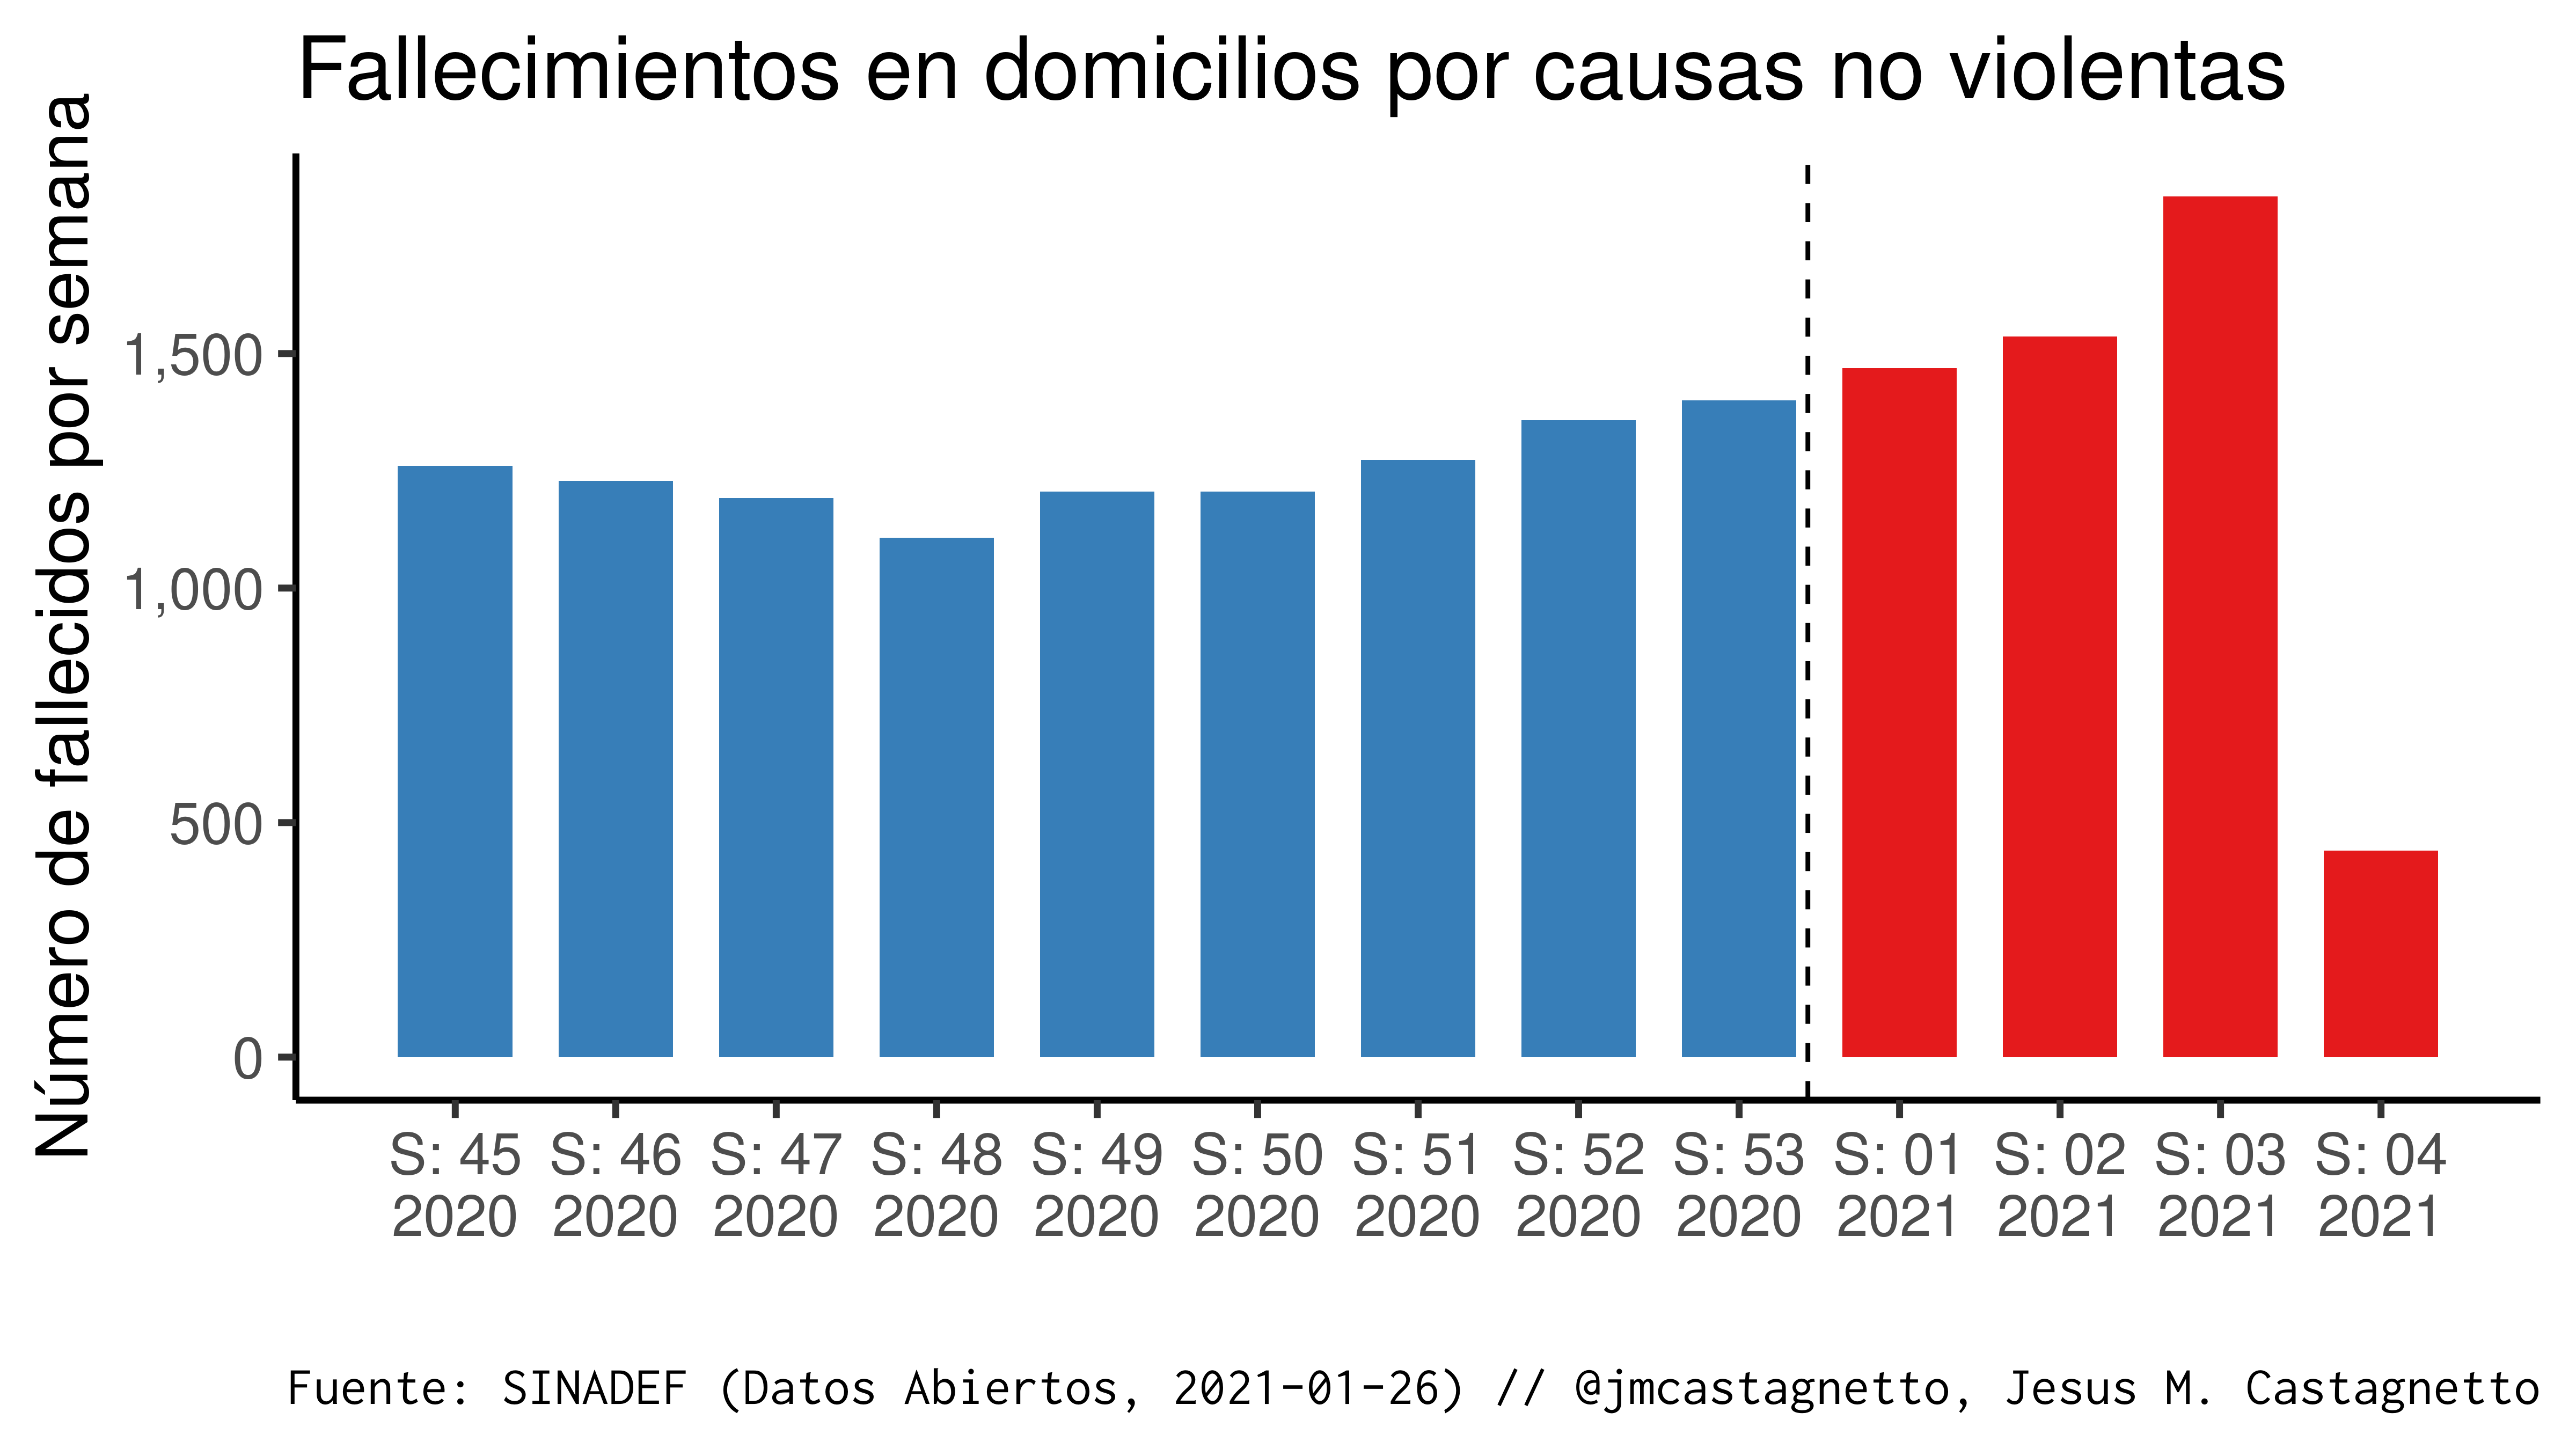 Fallecimientos en domicilios por causas no violentas
Número de fallecidos por semana
1,500
1,000
500
0
S: 45 S: 46 S: 47 S: 48 S: 49 S: 50 S: 51 S: 52 S: 53 S: 01 S: 02 S: 03 S: 04
2020 2020 2020 2020 2020 2020 2020 2020 2020 2021 2021 2021 2021
Fuente: SINADEF (Datos Abiertos, 2021-01-26) // @jmcastagnetto, Jesus M. Castagnetto